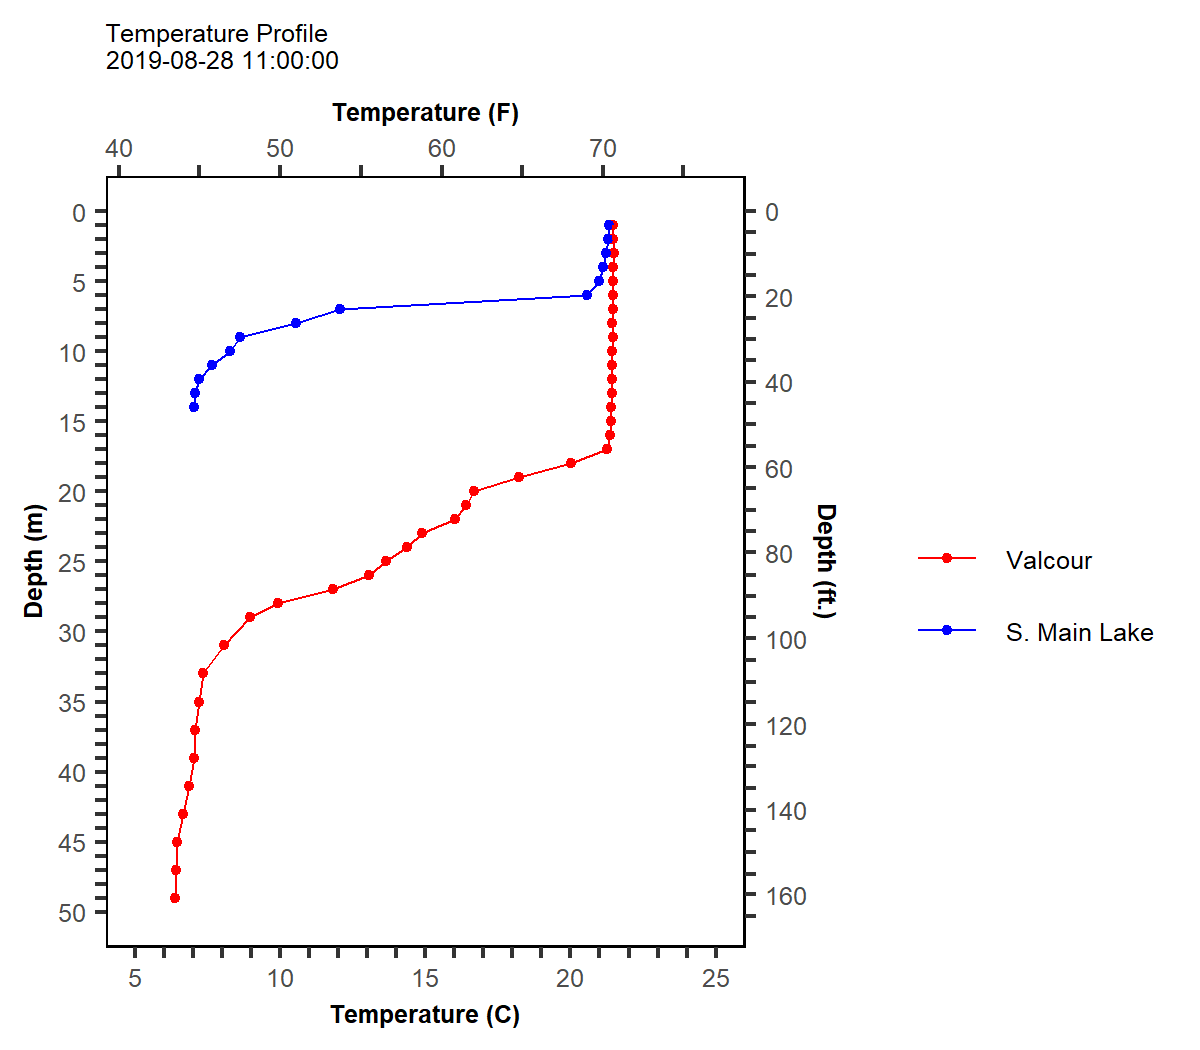 Temperature Profile
2019-08-28 11:00:00
Temperature (F)
40 50 60 70
0
5
10
15
20
25
30
35
40
45
50
Depth (m)
0
20
40
60
80
100
120
140
160
Depth (ft.)
Valcour
S. Main Lake
5 10 15 20 25
Temperature (C)